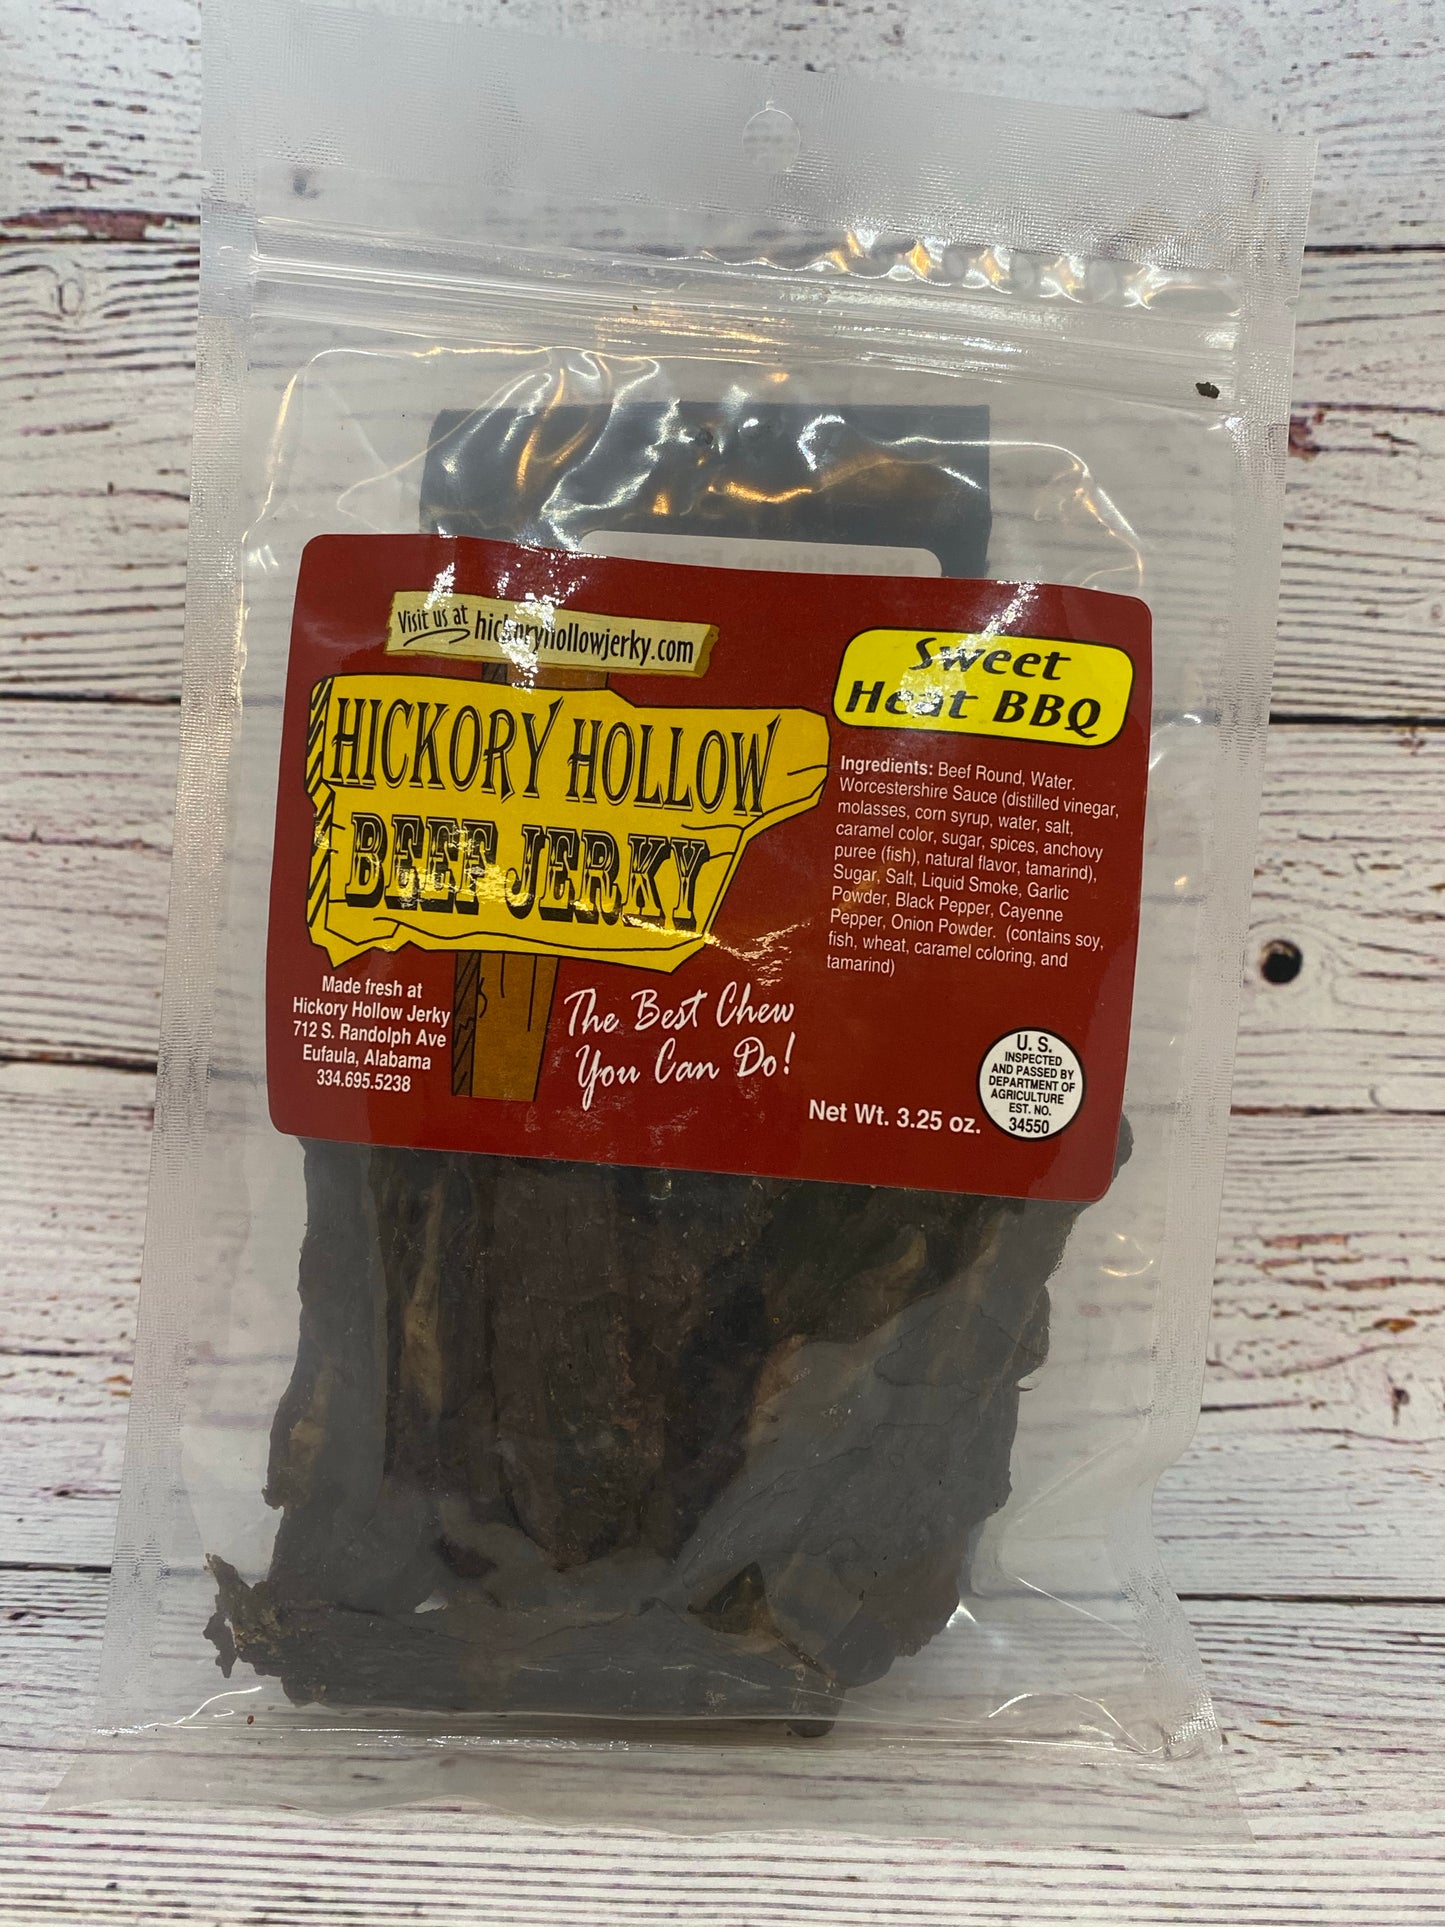 Visit us at hickoryhollowjerky.com
HICKORY HOLLOW
BEEF JERKY
Made fresh at
Hickory Hollow Jerky
712 S. Randolph Ave
Eufaula, Alabama
334.695.5238
The Best Chew
You Can Do!
Sweet
Heat BBQ
Ingredients: Beef Round, Water.
Worcestershire Sauce (distilled vinegar,
molasses, corn syrup, water, salt,
caramel color, sugar, spices, anchovy
puree (fish), natural flavor, tamarind),
Sugar, Salt, Liquid Smoke, Garlic
Powder, Black Pepper, Cayenne
Pepper, Onion Powder. (contains soy,
fish, wheat, caramel coloring, and
tamarind)
Net Wt. 3.25 oz.
U. S.
INSPECTED
AND PASSED BY
DEPARTMENT OF
AGRICULTURE
EST. NO.
34550